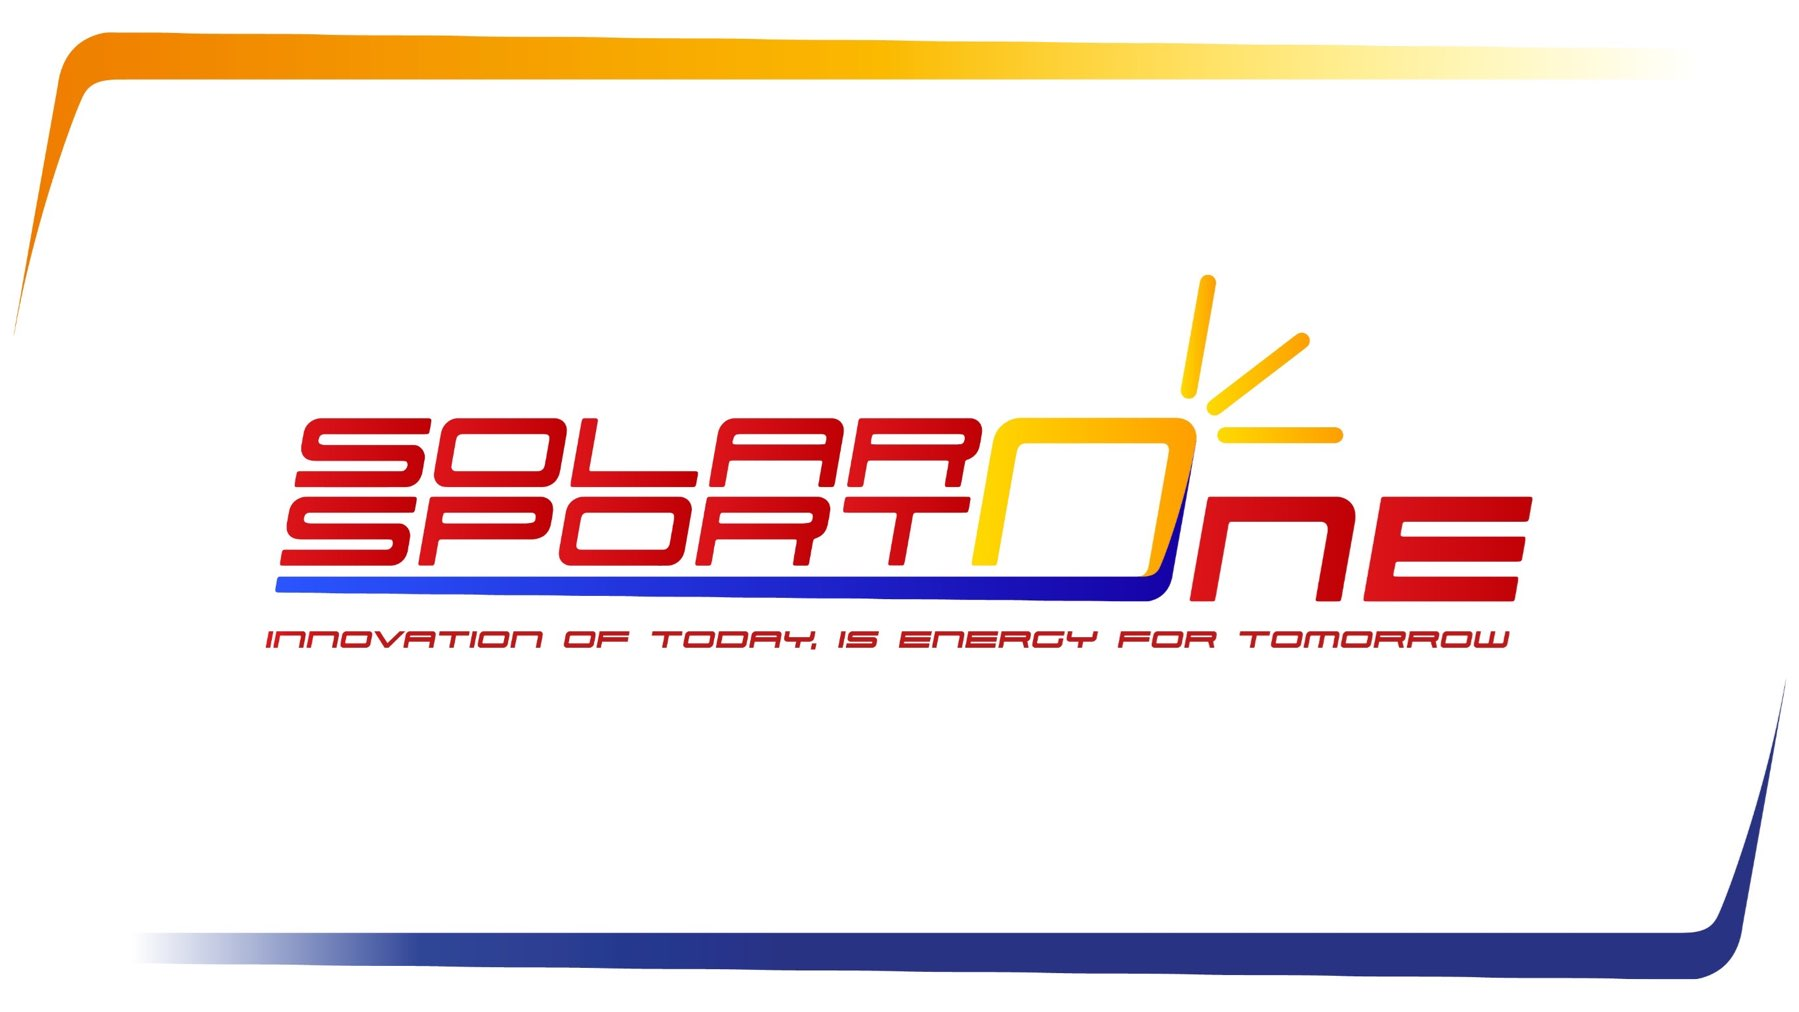 SOLAR
SPORT ONE
INNOVATION OF TODAY, IS ENERGY FOR TOMORROW